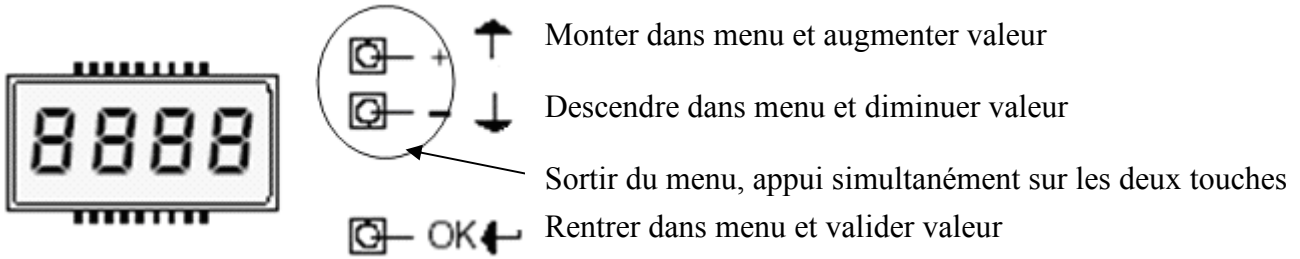 8888
+ Monter dans menu et augmenter valeur
- Descendre dans menu et diminuer valeur
Sortir du menu, appui simultanément sur les deux touches
OK Rentrer dans menu et valider valeur